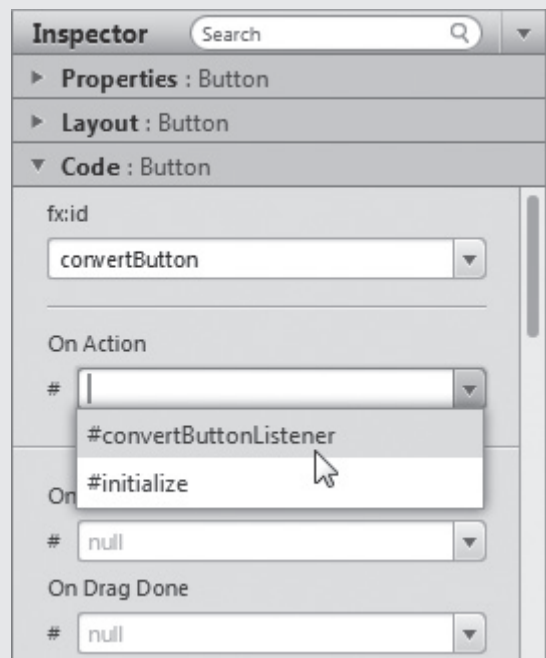 Inspector
Search
Properties : Button
Layout : Button
Code : Button
fx:id
convertButton
On Action
#
#convertButtonListener
#initialize
On
# null
On Drag Done
# null